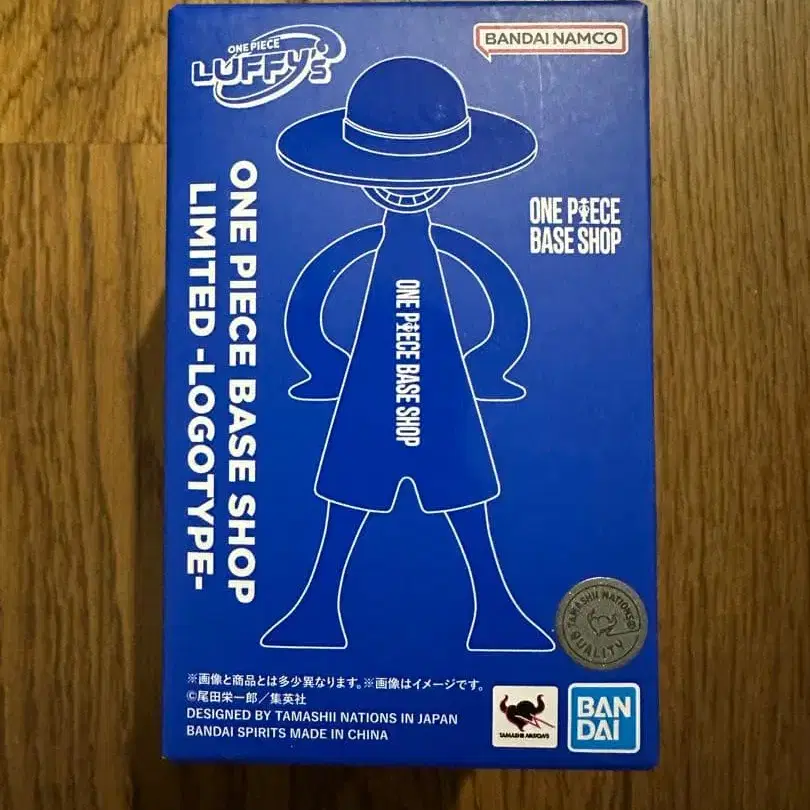 ONE PIECE
LUFFY's
BANDAI NAMCO
ONE PIECE BASE SHOP
LIMITED -LOGOTYPE-
ONE PIECE
BASE SHOP
ONE PIECE BASE SHOP
TAMASHII NATIONS
QUALITY
※画像と商品とは多少異なります。※画像はイメージです。
©尾田栄一郎／集英社
DESIGNED BY TAMASHII NATIONS IN JAPAN
BANDAI SPIRITS MADE IN CHINA
TAMASHII NATIONS
BAN
DAI